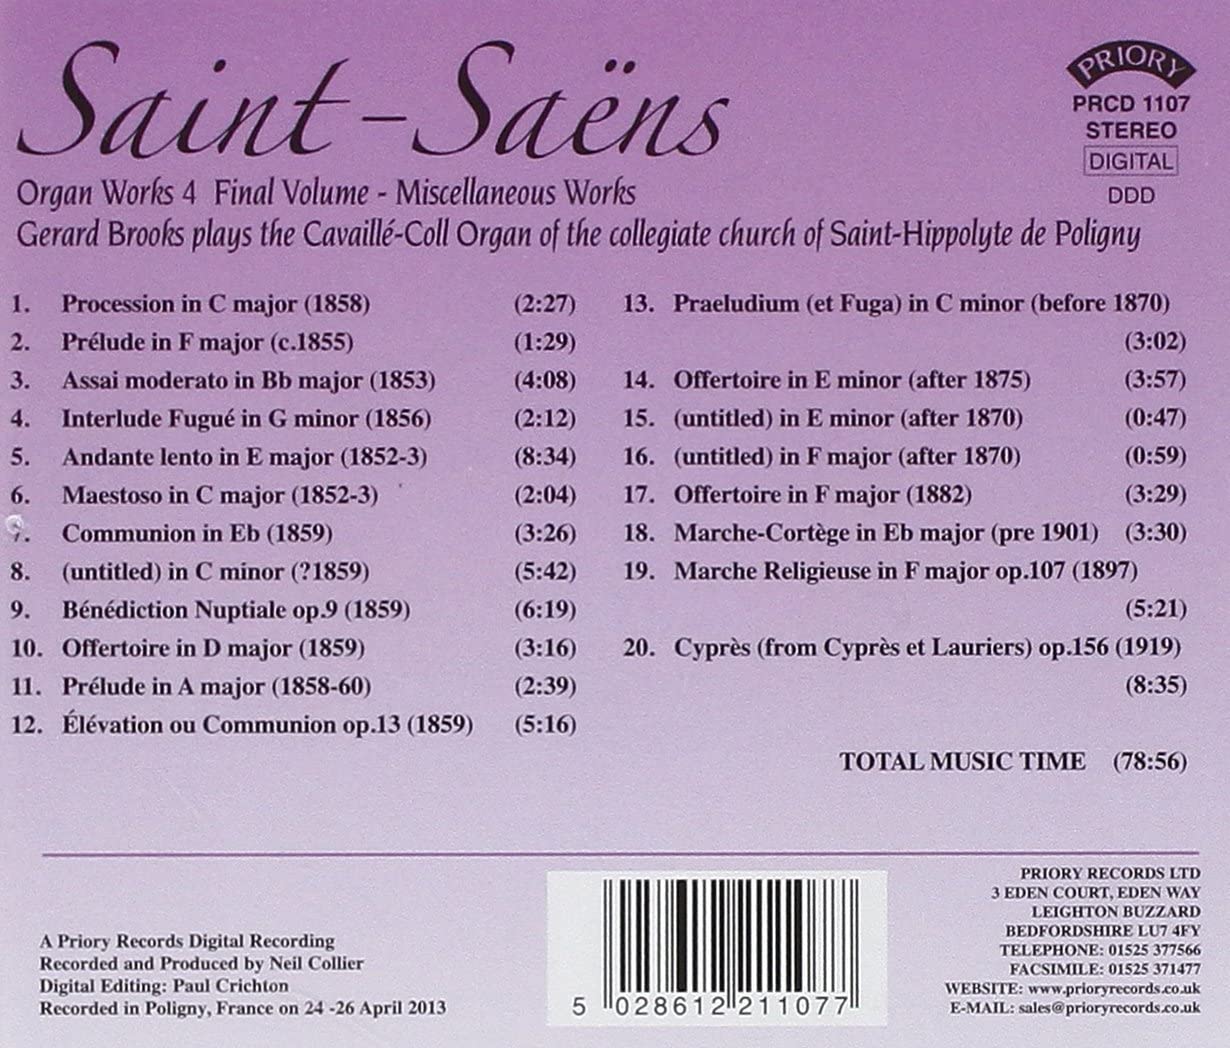 Saint-Saëns
PRIORY
PRCD 1107
STEREO
DIGITAL
DDD
Organ Works 4 Final Volume - Miscellaneous Works
Gerard Brooks plays the Cavaillé-Coll Organ of the collegiate church of Saint-Hippolyte de Poligny
1. Procession in C major (1858) (2:27)
2. Prélude in F major (c.1855) (1:29)
3. Assai moderato in Bb major (1853) (4:08)
4. Interlude Fugué in G minor (1856) (2:12)
5. Andante lento in E major (1852-3) (8:34)
6. Maestoso in C major (1852-3) (2:04)
7. Communion in Eb (1859) (3:26)
8. (untitled) in C minor (?1859) (5:42)
9. Bénédiction Nuptiale op.9 (1859) (6:19)
10. Offertoire in D major (1859) (3:16)
11. Prélude in A major (1858-60) (2:39)
12. Élévation ou Communion op.13 (1859) (5:16)
13. Praeludium (et Fuga) in C minor (before 1870)
(3:02)
14. Offertoire in E minor (after 1875) (3:57)
15. (untitled) in E minor (after 1870) (0:47)
16. (untitled) in F major (after 1870) (0:59)
17. Offertoire in F major (1882) (3:29)
18. Marche-Cortège in Eb major (pre 1901) (3:30)
19. Marche Religieuse in F major op.107 (1897)
(5:21)
20. Cyprès (from Cyprès et Lauriers) op.156 (1919)
(8:35)
TOTAL MUSIC TIME (78:56)
A Priory Records Digital Recording
Recorded and Produced by Neil Collier
Digital Editing: Paul Crichton
Recorded in Poligny, France on 24 -26 April 2013
5 028612 211077
PRIORY RECORDS LTD
3 EDEN COURT, EDEN WAY
LEIGHTON BUZZARD
BEDFORDSHIRE LU7 4FY
TELEPHONE: 01525 377566
FACSIMILE: 01525 371477
WEBSITE: www.prioryrecords.co.uk
E-MAIL: sales@prioryrecords.co.uk